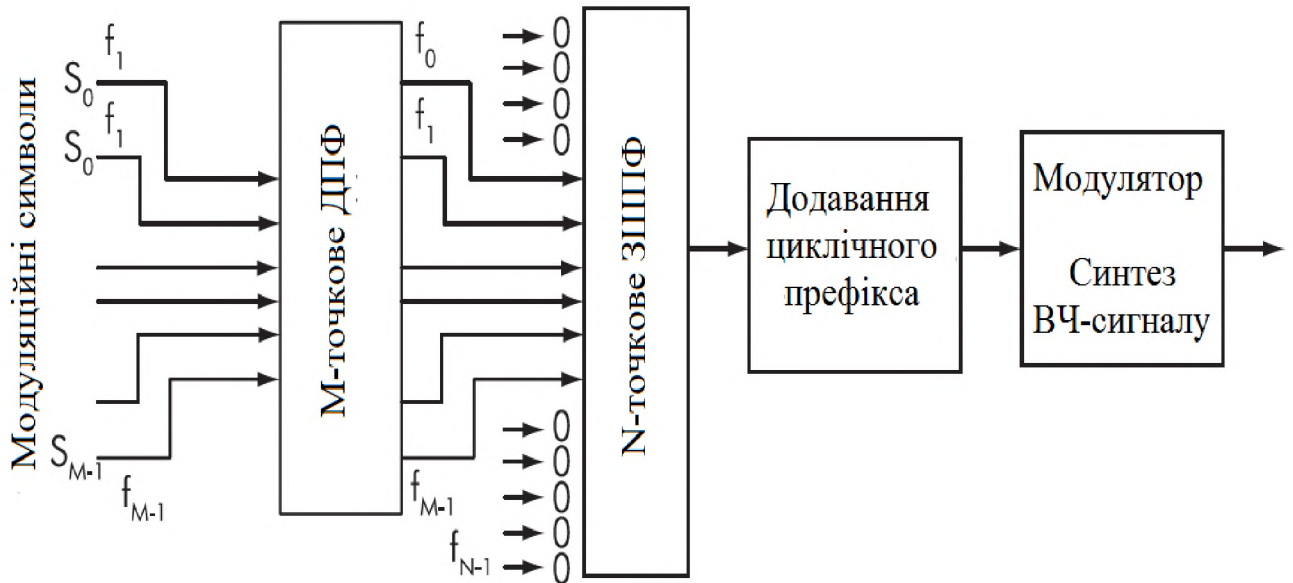 Модуляційні символи
f1
S0
f1
S0
SM-1
fM-1
М-точкове ДПФ
f0
f1
fM-1
0
0
0
0
0
0
0
0
fN-1
0
N-точкове ЗШПФ
Додавання
циклічного
префікса
Модулятор
Синтез
ВЧ-сигналу